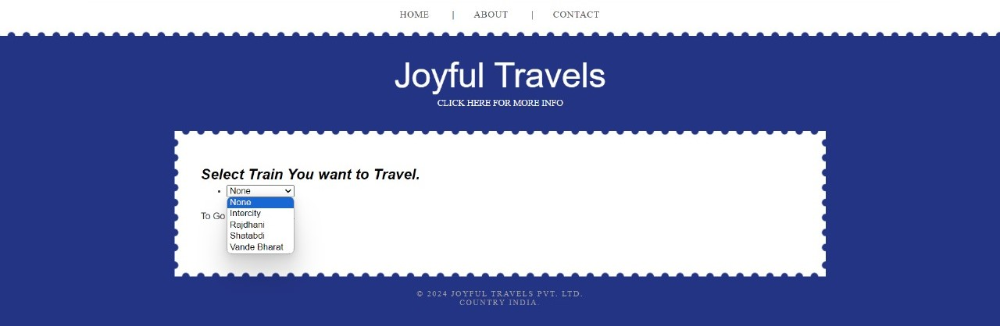 HOME | ABOUT | CONTACT
Joyful Travels
CLICK HERE FOR MORE INFO
Select Train You want to Travel.
None
None
Intercity
To Go
Rajdhani
Shatabdi
Vande Bharat
© 2024 JOYFUL TRAVELS PVT. LTD.
COUNTRY INDIA.